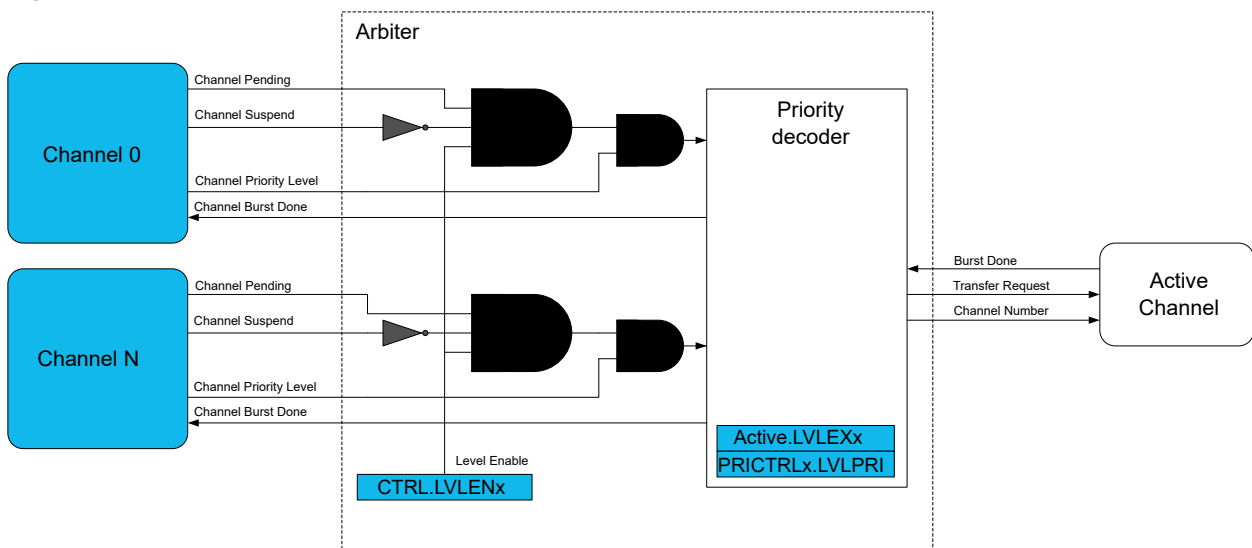 Arbiter
Channel Pending
Channel Suspend
Channel 0
Channel Priority Level
Channel Burst Done
Priority
decoder
Burst Done
Transfer Request
Channel Number
Active
Channel
Channel Pending
Channel Suspend
Channel N
Channel Priority Level
Channel Burst Done
Active.LVLEXx
PRICTRLx.LVLPRI
Level Enable
CTRL.LVLENx